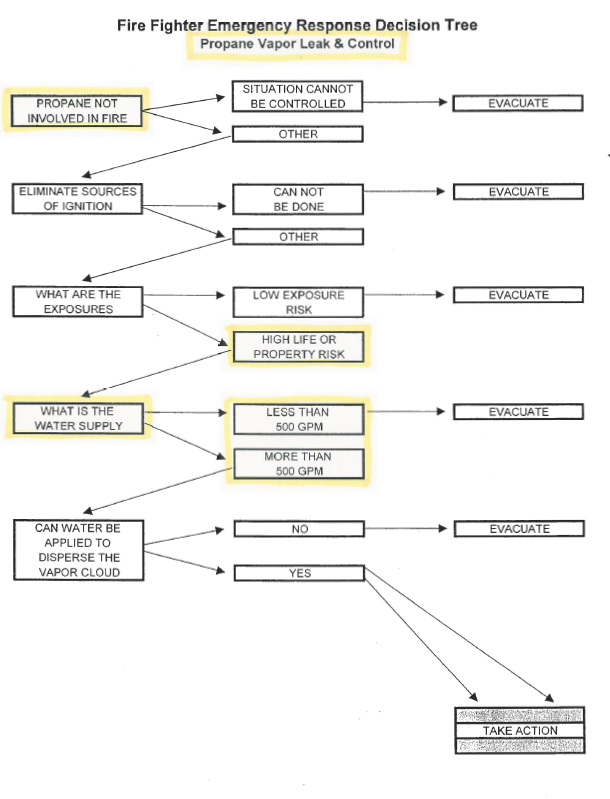 Fire Fighter Emergency Response Decision Tree
Propane Vapor Leak & Control
PROPANE NOT
INVOLVED IN FIRE
SITUATION CANNOT
BE CONTROLLED
EVACUATE
OTHER
ELIMINATE SOURCES
OF IGNITION
CAN NOT
BE DONE
EVACUATE
OTHER
WHAT ARE THE
EXPOSURES
LOW EXPOSURE
RISK
EVACUATE
HIGH LIFE OR
PROPERTY RISK
WHAT IS THE
WATER SUPPLY
LESS THAN
500 GPM
EVACUATE
MORE THAN
500 GPM
CAN WATER BE
APPLIED TO
DISPERSE THE
VAPOR CLOUD
NO
EVACUATE
YES
TAKE ACTION